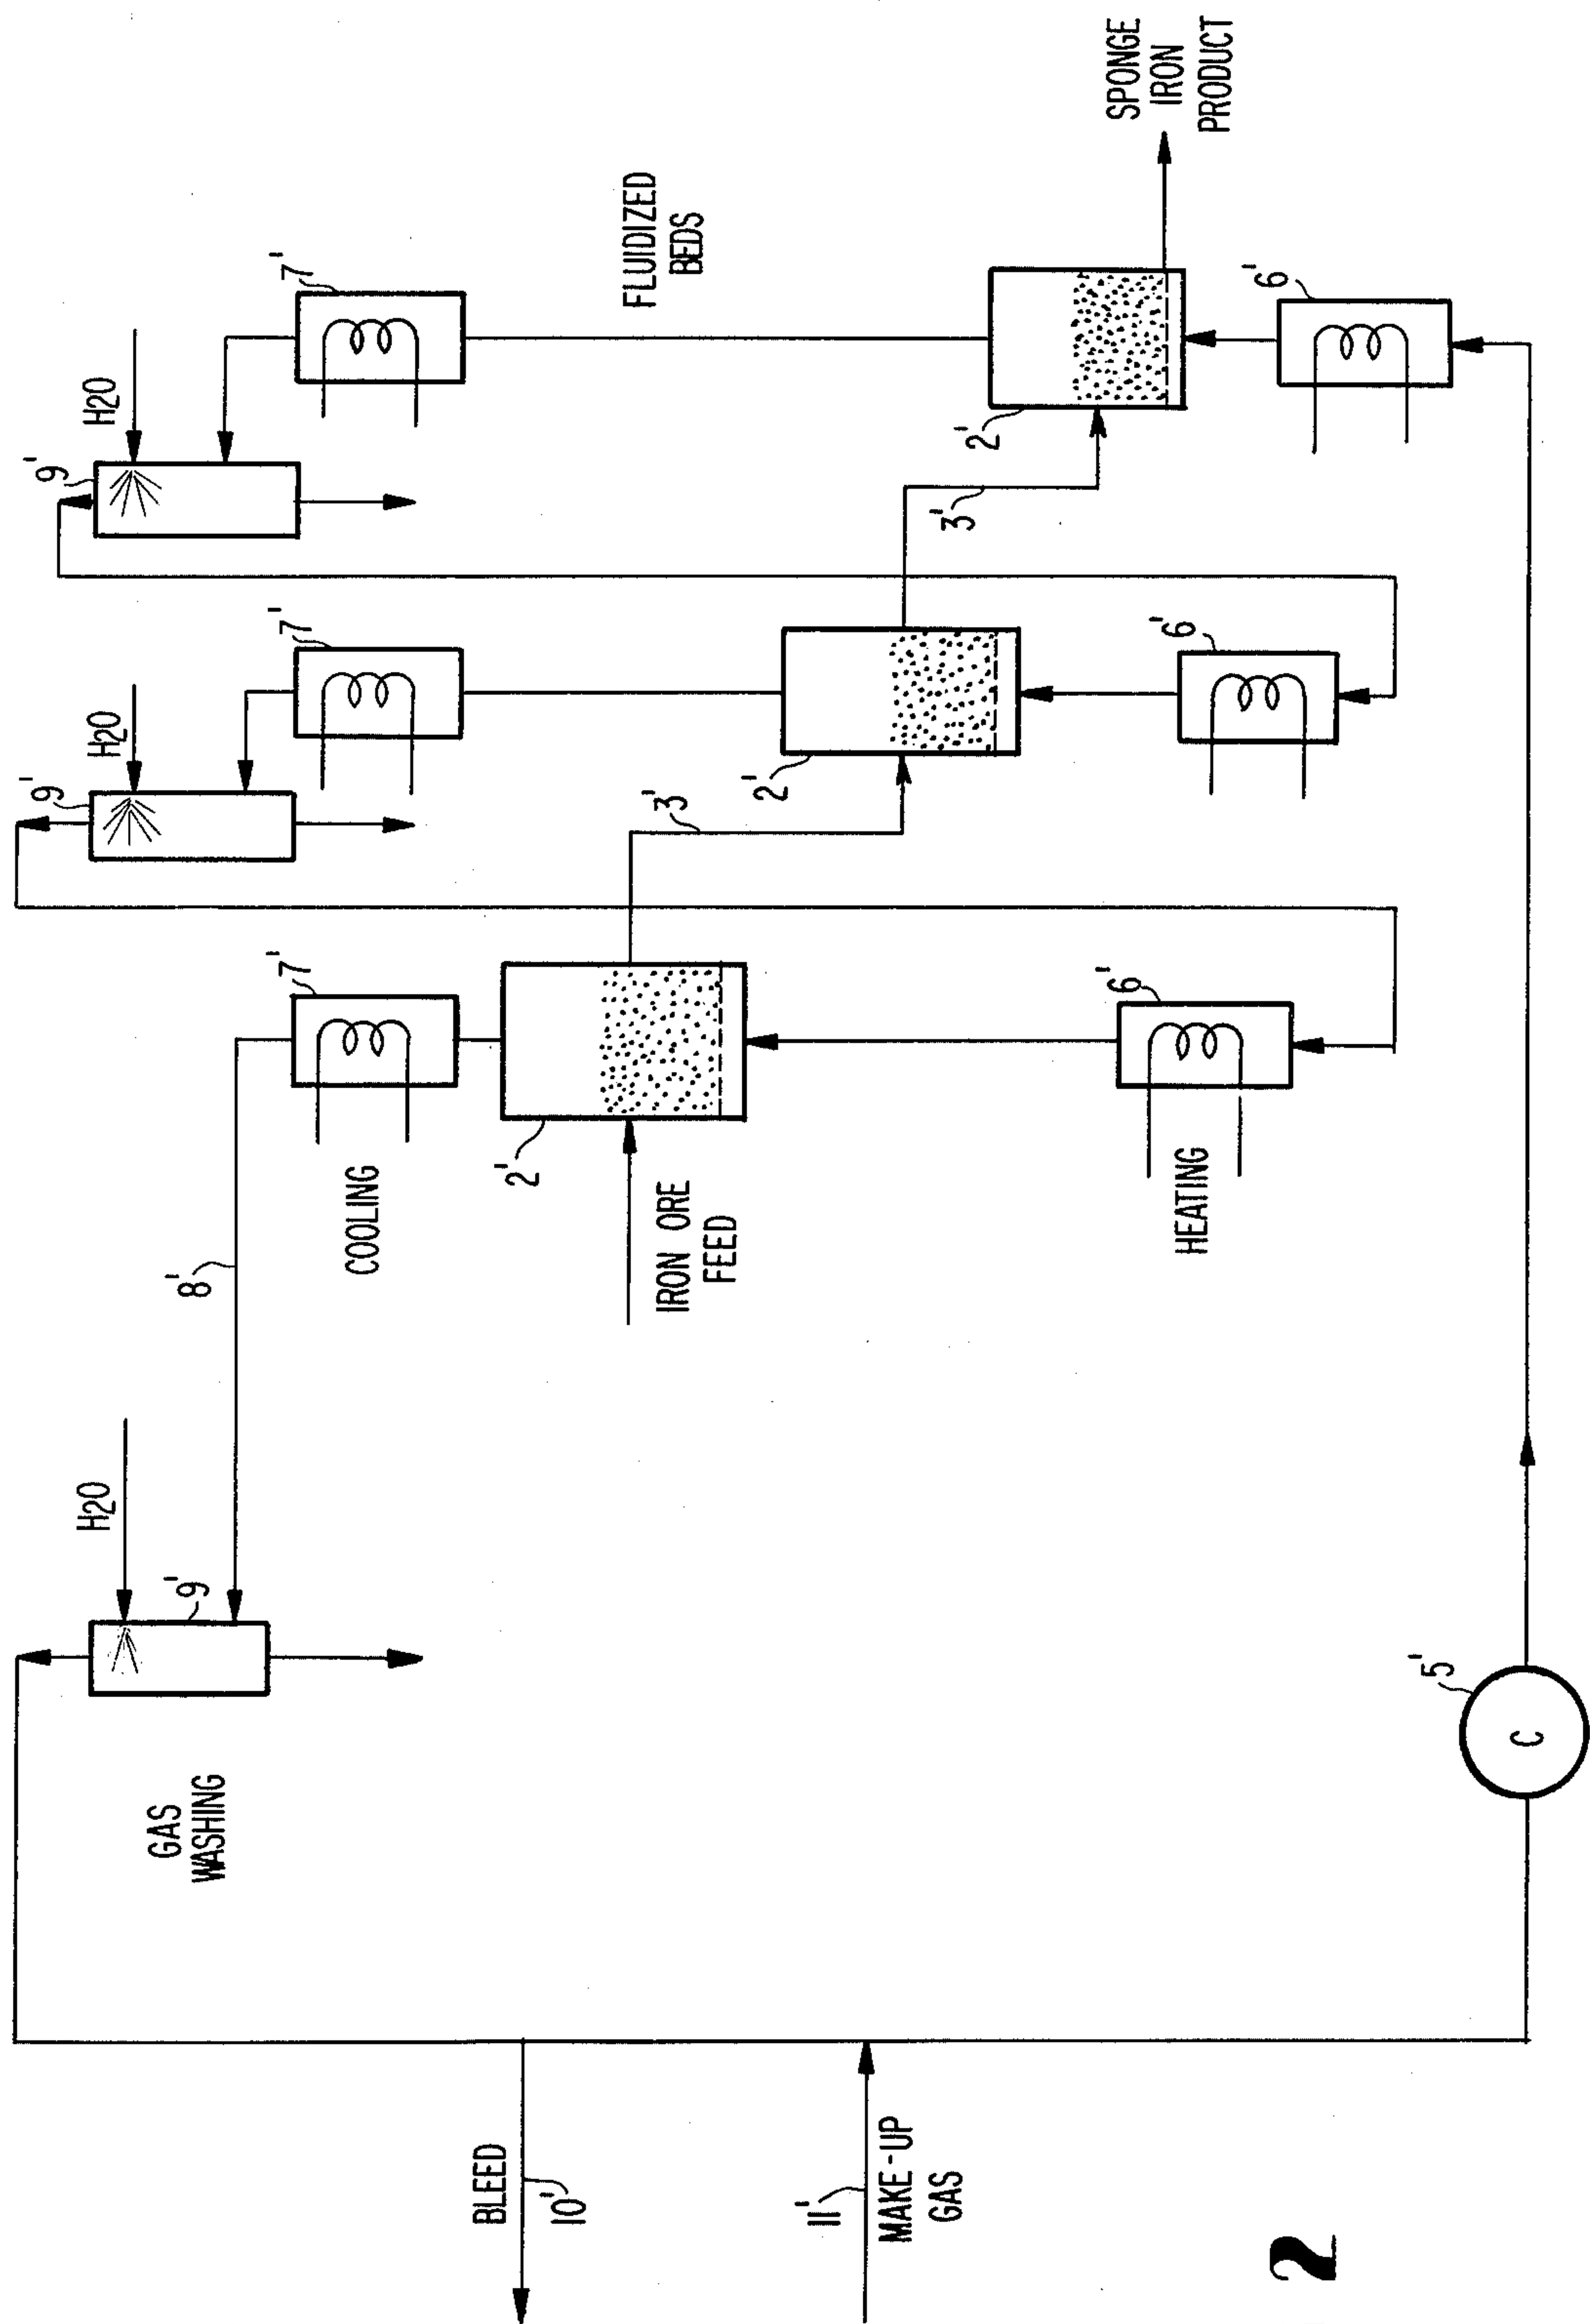 GAS
WASHING
H2O
9'
8'
COOLING
7'
9'
H2O
7'
9'
H2O
7'
FLUIDIZED
BEDS
BLEED
10'
IRON ORE
FEED
2'
3'
2'
3'
2'
SPONGE
IRON
PRODUCT
11'
MAKE-UP
GAS
HEATING
6'
6'
6'
5'
C
2